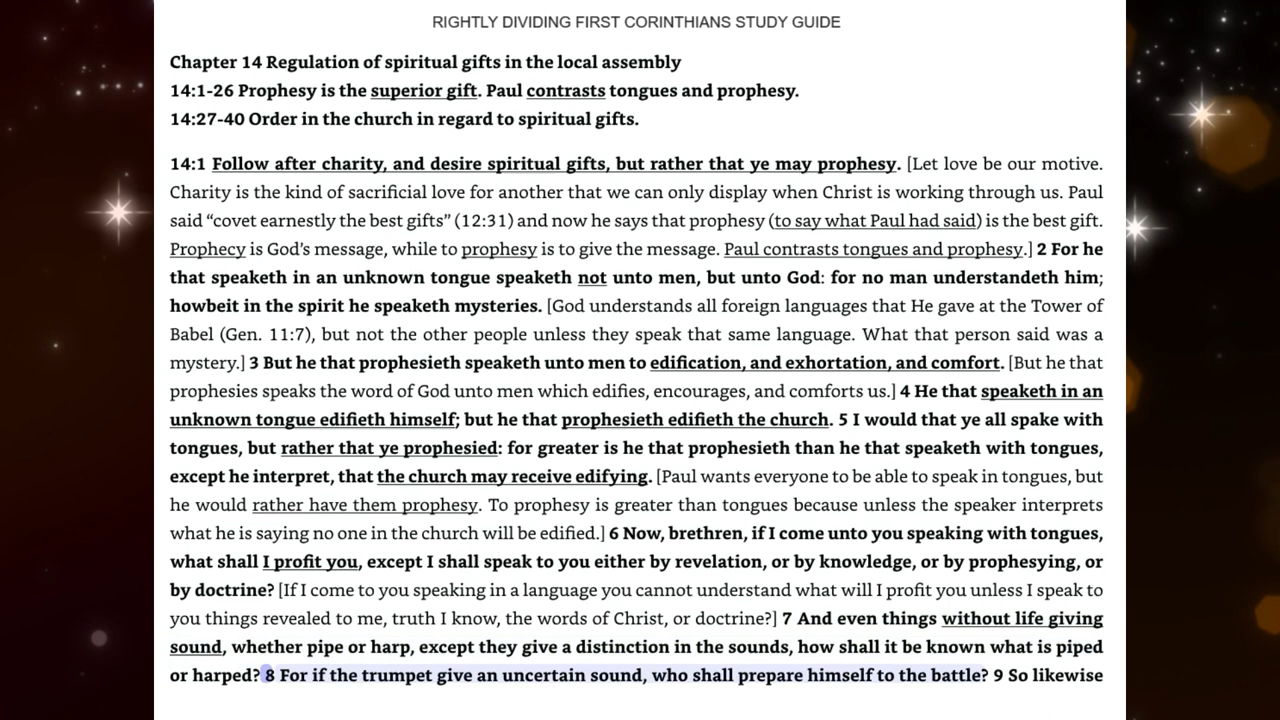 RIGHTLY DIVIDING FIRST CORINTHIANS STUDY GUIDE
Chapter 14 Regulation of spiritual gifts in the local assembly
14:1-26 Prophesy is the superior gift. Paul contrasts tongues and prophesy.
14:27-40 Order in the church in regard to spiritual gifts.
14:1 Follow after charity, and desire spiritual gifts, but rather that ye may prophesy. [Let love be our motive.
Charity is the kind of sacrificial love for another that we can only display when Christ is working through us. Paul
said “covet earnestly the best gifts” (12:31) and now he says that prophesy (to say what Paul had said) is the best gift.
Prophecy is God’s message, while to prophesy is to give the message. Paul contrasts tongues and prophesy.] 2 For he
that speaketh in an unknown tongue speaketh not unto men, but unto God: for no man understandeth him;
howbeit in the spirit he speaketh mysteries. [God understands all foreign languages that He gave at the Tower of
Babel (Gen. 11:7), but not the other people unless they speak that same language. What that person said was a
mystery.] 3 But he that prophesieth speaketh unto men to edification, and exhortation, and comfort. [But he that
prophesies speaks the word of God unto men which edifies, encourages, and comforts us.] 4 He that speaketh in an
unknown tongue edifieth himself; but he that prophesieth edifieth the church. 5 I would that ye all spake with
tongues, but rather that ye prophesied: for greater is he that prophesieth than he that speaketh with tongues,
except he interpret, that the church may receive edifying. [Paul wants everyone to be able to speak in tongues, but
he would rather have them prophesy. To prophesy is greater than tongues because unless the speaker interprets
what he is saying no one in the church will be edified.] 6 Now, brethren, if I come unto you speaking with tongues,
what shall I profit you, except I shall speak to you either by revelation, or by knowledge, or by prophesying, or
by doctrine? [If I come to you speaking in a language you cannot understand what will I profit you unless I speak to
you things revealed to me, truth I know, the words of Christ, or doctrine?] 7 And even things without life giving
sound, whether pipe or harp, except they give a distinction in the sounds, how shall it be known what is piped
or harped? 8 For if the trumpet give an uncertain sound, who shall prepare himself to the battle? 9 So likewise